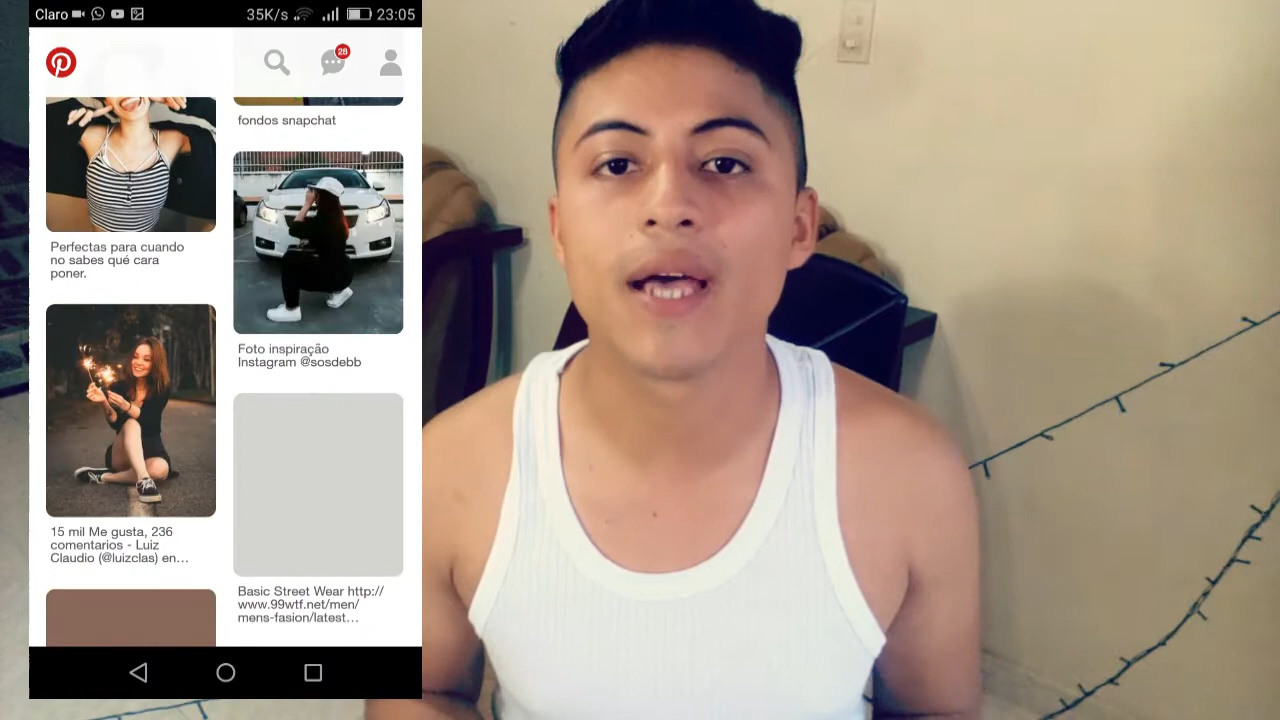 Claro
35K/s
23:05
28
fondos snapchat
Perfectas para cuando
no sabes qué cara
poner.
Foto inspiração
Instagram @sosdebb
15 mil Me gusta, 236
comentarios - Luiz
Claudio (@luizclas) en...
Basic Street Wear http://
www.99wtf.net/men/
mens-fasion/latest...